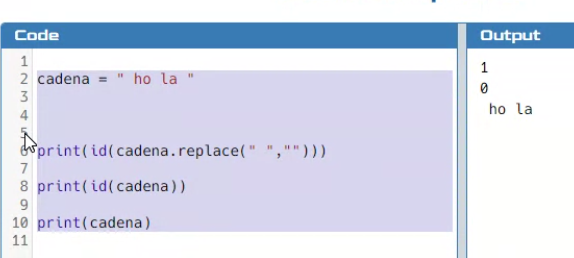 Code
Output
1
2 cadena = " ho la "
3
4
5
6 print(id(cadena.replace(" ","")))
7
8 print(id(cadena))
9
10 print(cadena)
11
1
0
ho la